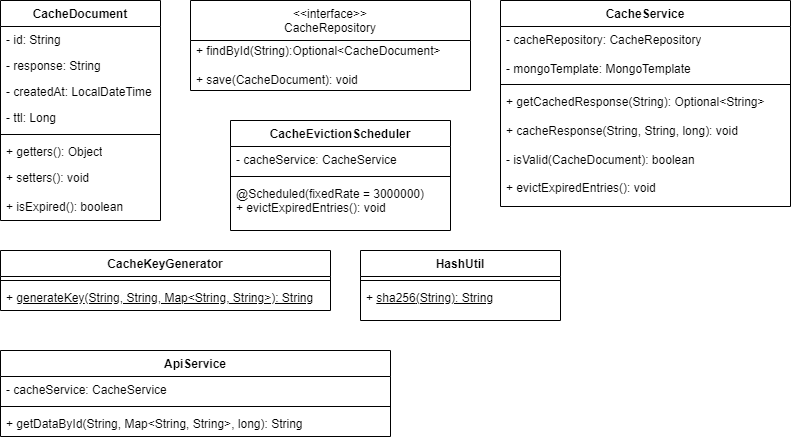 CacheDocument
- id: String
- response: String
- createdAt: LocalDateTime
- ttl: Long
+ getters(): Object
+ setters(): void
+ isExpired(): boolean
<<interface>>
CacheRepository
+ findById(String):Optional<CacheDocument>
+ save(CacheDocument): void
CacheService
- cacheRepository: CacheRepository
- mongoTemplate: MongoTemplate
+ getCachedResponse(String): Optional<String>
+ cacheResponse(String, String, long): void
- isValid(CacheDocument): boolean
+ evictExpiredEntries(): void
CacheEvictionScheduler
- cacheService: CacheService
@Scheduled(fixedRate = 3000000)
+ evictExpiredEntries(): void
CacheKeyGenerator
+ generateKey(String, String, Map<String, String>): String
HashUtil
+ sha256(String): String
ApiService
- cacheService: CacheService
+ getDataById(String, Map<String, String>, long): String